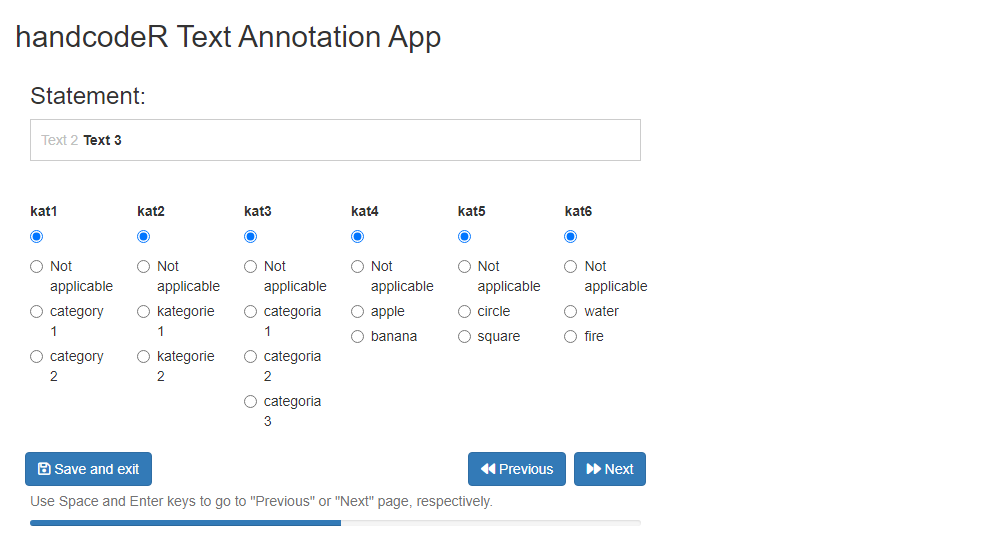 handcodeR Text Annotation App
Statement:
Text 2 Text 3
kat1 kat2 kat3 kat4 kat5 kat6
Not Not Not Not Not Not
applicable applicable applicable applicable applicable applicable
category kategorie categoria apple circle water
1 1 1
banana square fire
category kategorie categoria
2 2 2
categoria
3
Save and exit Previous Next
Use Space and Enter keys to go to "Previous" or "Next" page, respectively.